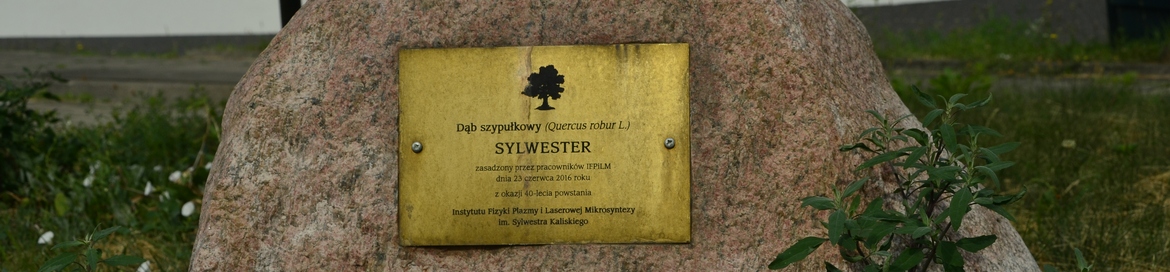 Dąb szypułkowy (Quercus robur L.)
SYLWESTER
zasadzony przez pracowników IFPiLM
dnia 23 czerwca 2016 roku
z okazji 40-lecia powstania
Instytutu Fizyki Plazmy i Laserowej Mikrosyntezy
im. Sylwestra Kaliskiego